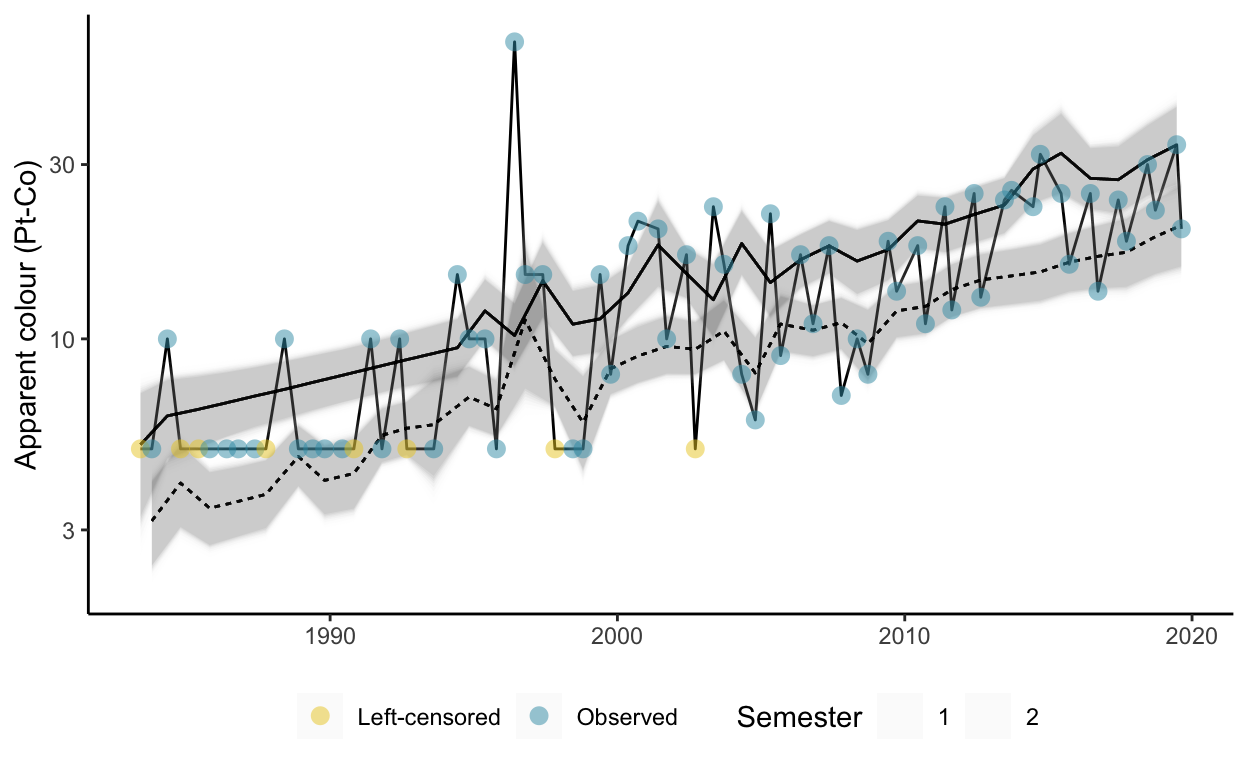 Apparent colour (Pt-Co)
30
10
3
1990
2000
2010
2020
Left-censored
Observed
Semester
1
2